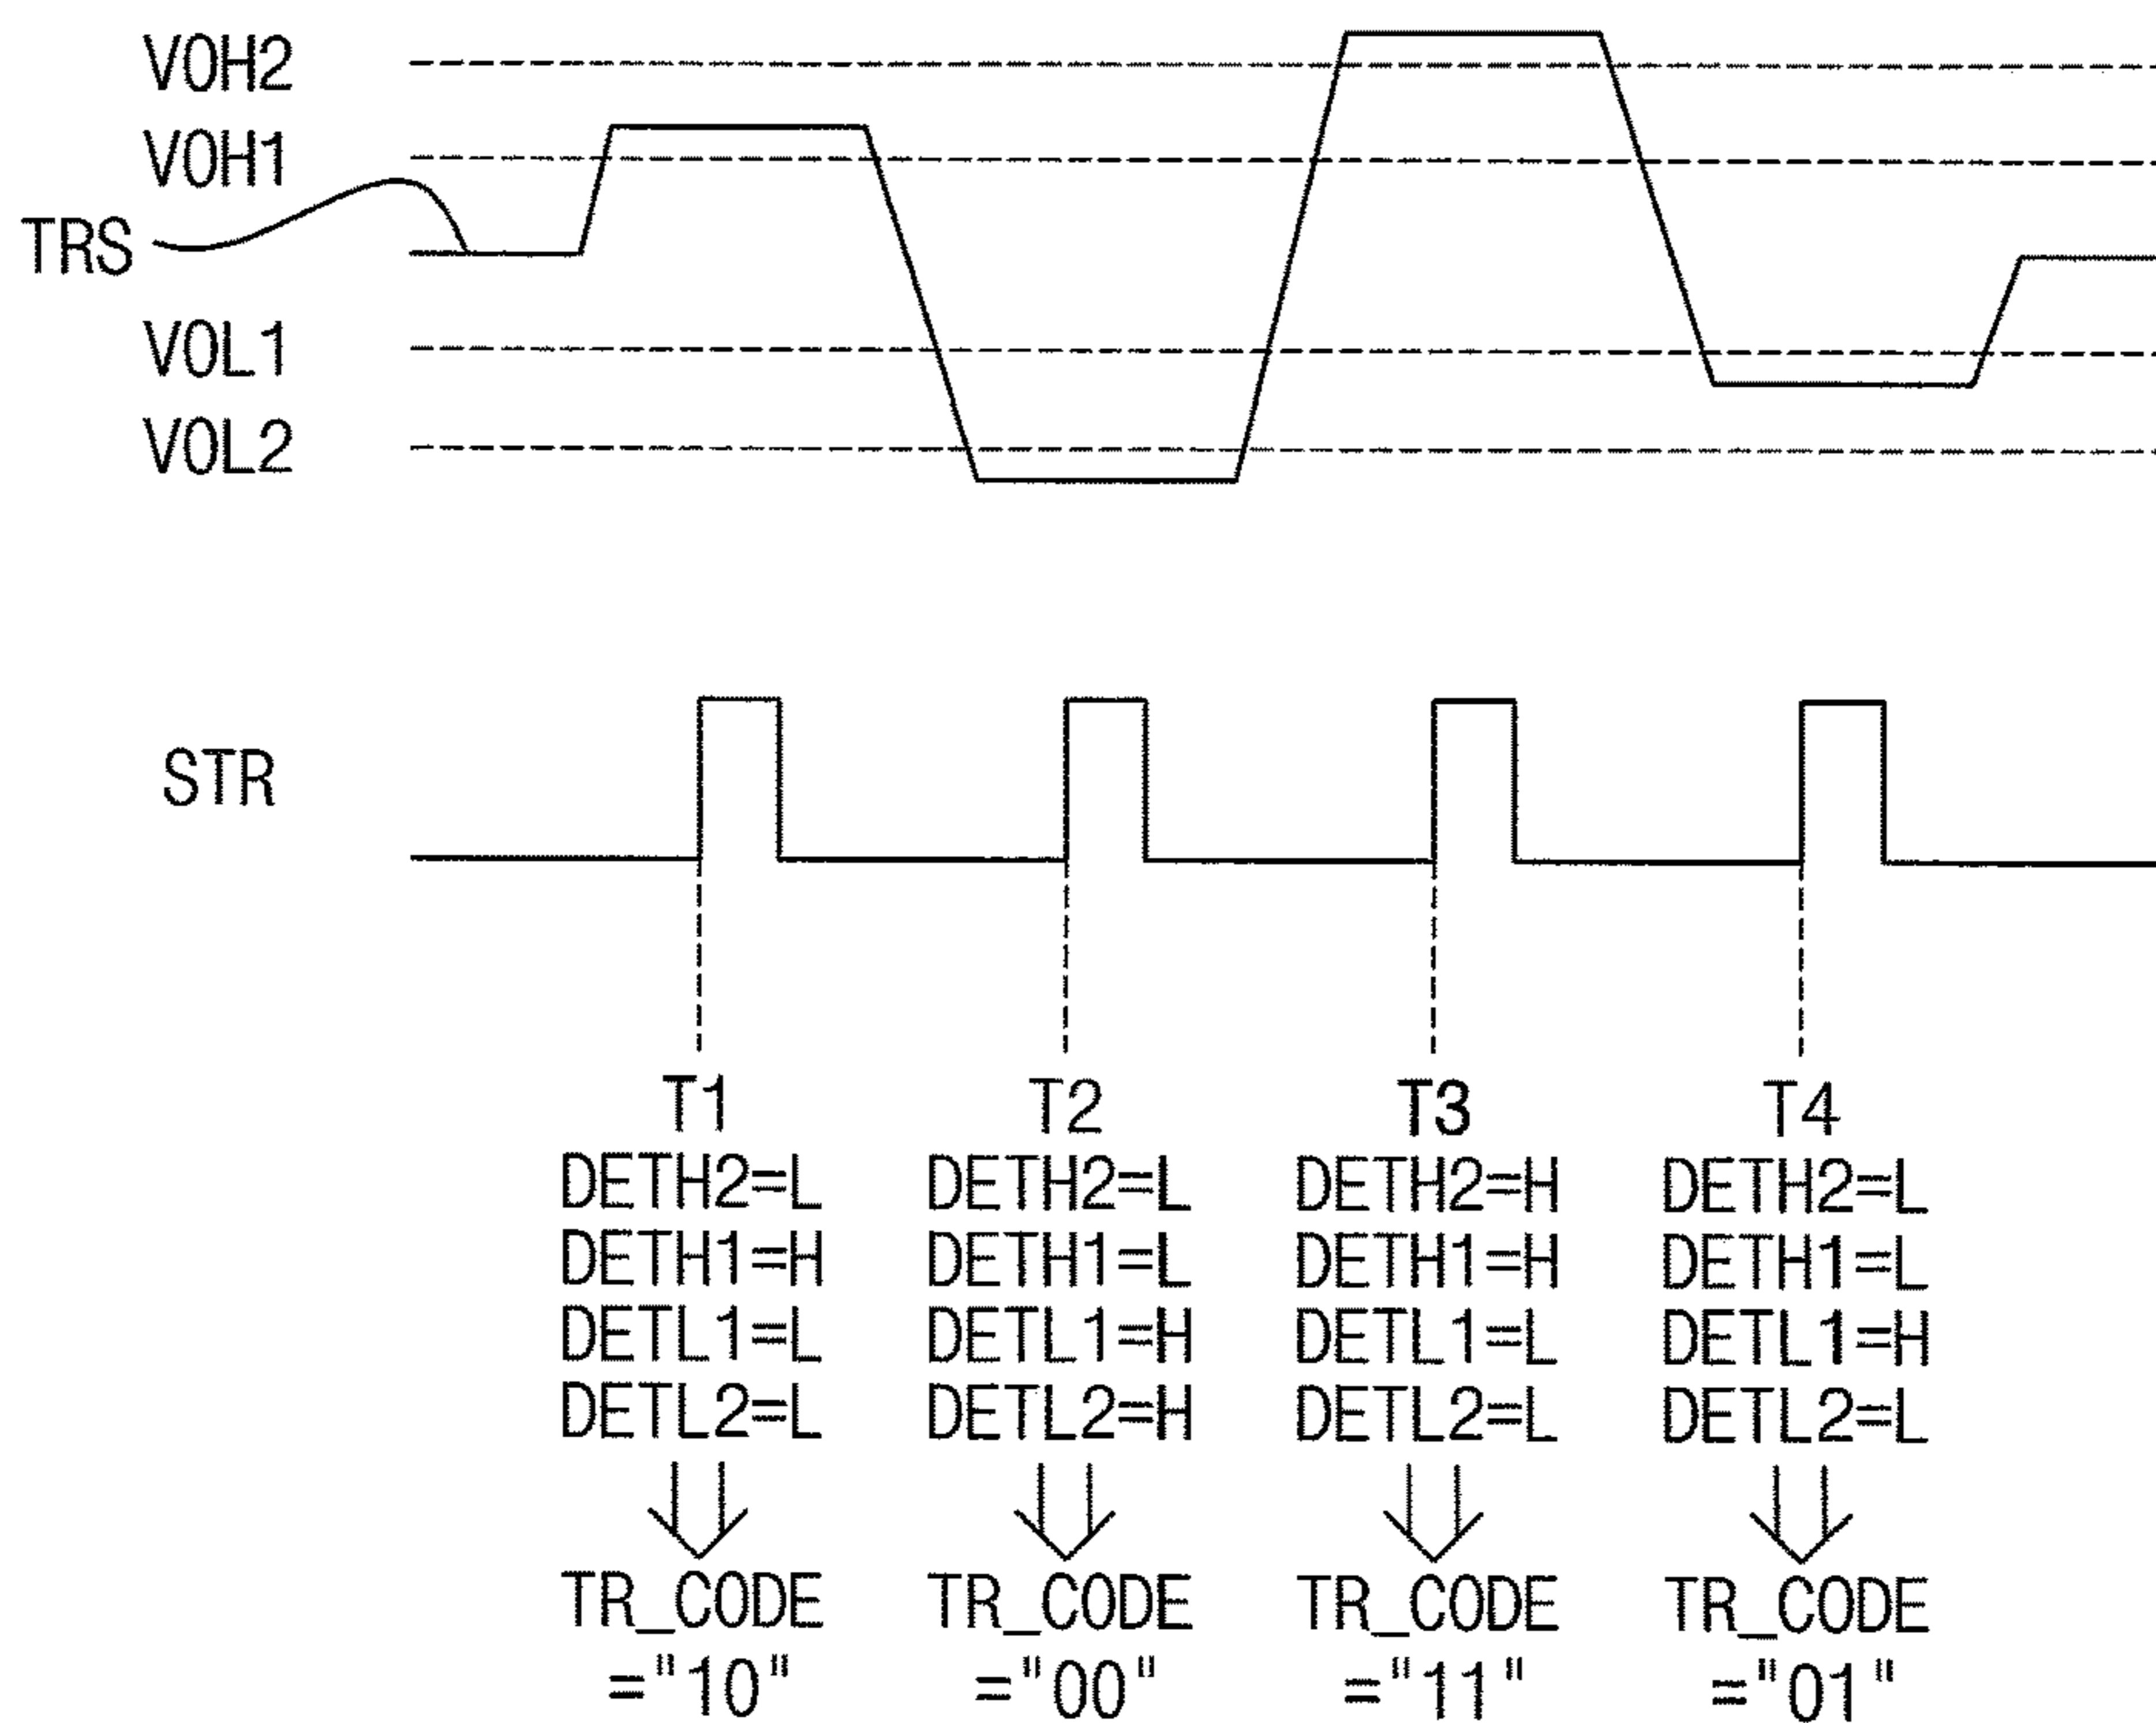 VOH2
VOH1
TRS
VOL1
VOL2
STR
T1 T2 T3 T4
DETH2=L DETH2=L DETH2=H DETH2=L
DETH1=H DETH1=L DETH1=H DETH1=L
DETL1=L DETL1=H DETL1=L DETL1=H
DETL2=L DETL2=H DETL2=L DETL2=L
TR_CODE TR_CODE TR_CODE TR_CODE
="10" ="00" ="11" ="01"